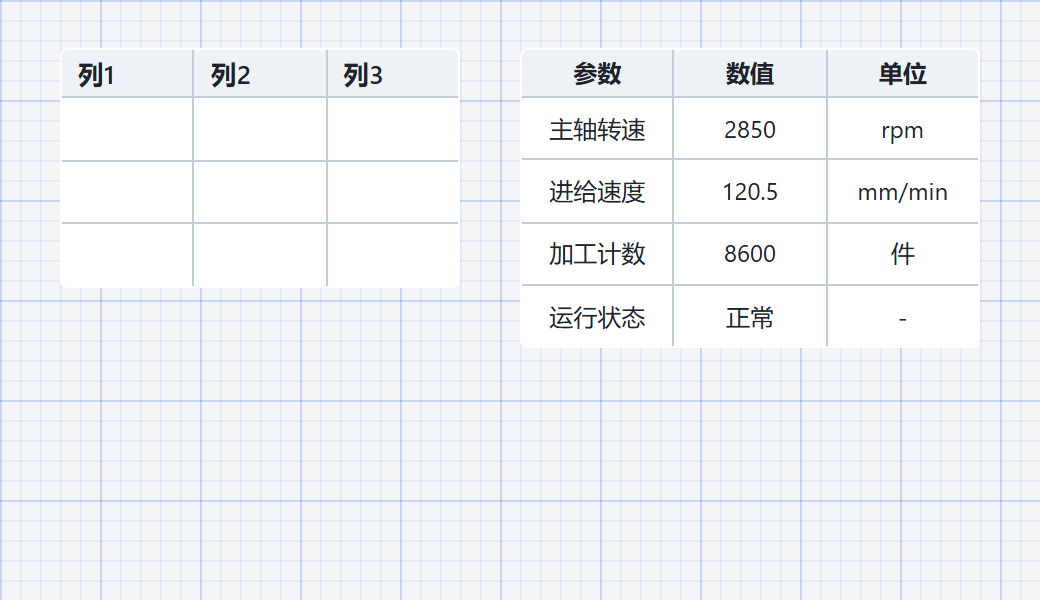 列1 列2 列3
参数 数值 单位
主轴转速 2850 rpm
进给速度 120.5 mm/min
加工计数 8600 件
运行状态 正常 -